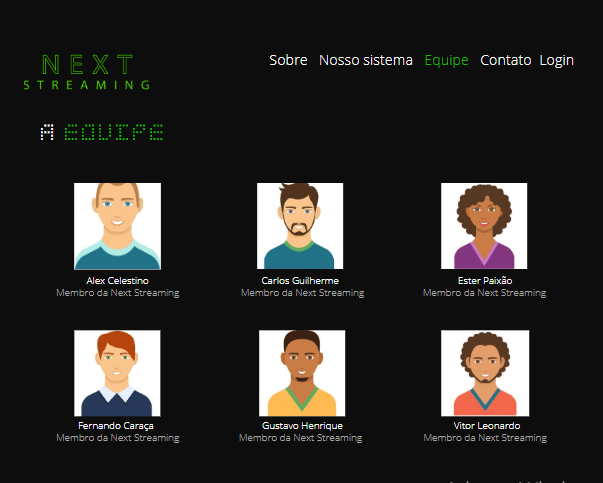 NEXT
STREAMING
Sobre Nosso sistema Equipe Contato Login
A EQUIPE
Alex Celestino
Membro da Next Streaming
Carlos Guilherme
Membro da Next Streaming
Ester Paixão
Membro da Next Streaming
Fernando Caraça
Membro da Next Streaming
Gustavo Henrique
Membro da Next Streaming
Vitor Leonardo
Membro da Next Streaming